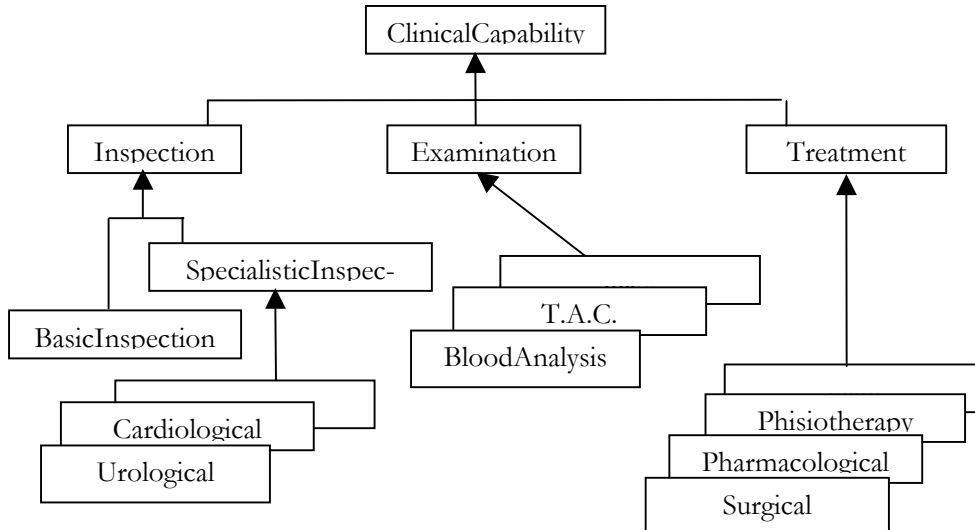 ClinicalCapability
Inspection
Examination
Treatment
SpecialisticInspec-
T.A.C.
BasicInspection
BloodAnalysis
Cardiological
Phisiotherapy
Urological
Pharmacological
Surgical